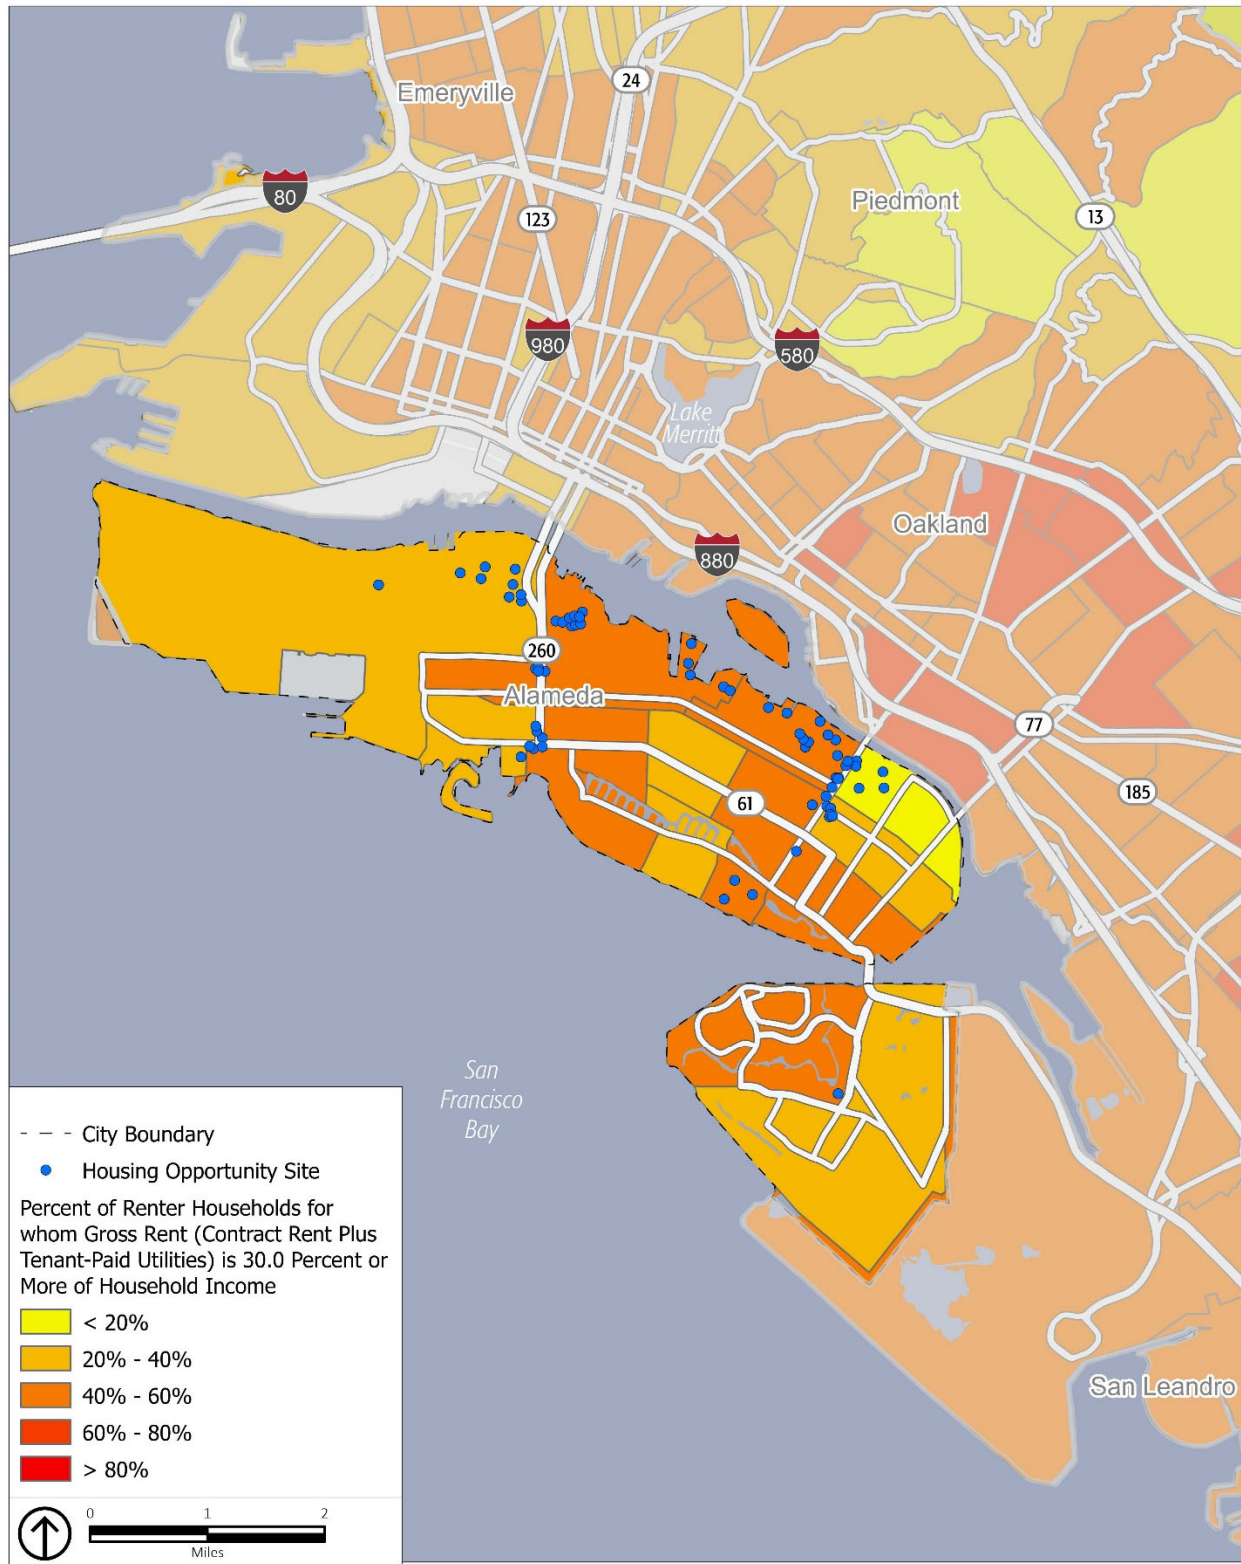 24
Emeryville
80
123
Piedmont
13
980
580
Lake
Merritt
Oakland
880
260
Alameda
77
61
185
San
Francisco
Bay
San Leandro
City Boundary
Housing Opportunity Site
Percent of Renter Households for
whom Gross Rent (Contract Rent Plus
Tenant-Paid Utilities) is 30.0 Percent or
More of Household Income
< 20%
20% - 40%
40% - 60%
60% - 80%
> 80%
0 1 2
Miles